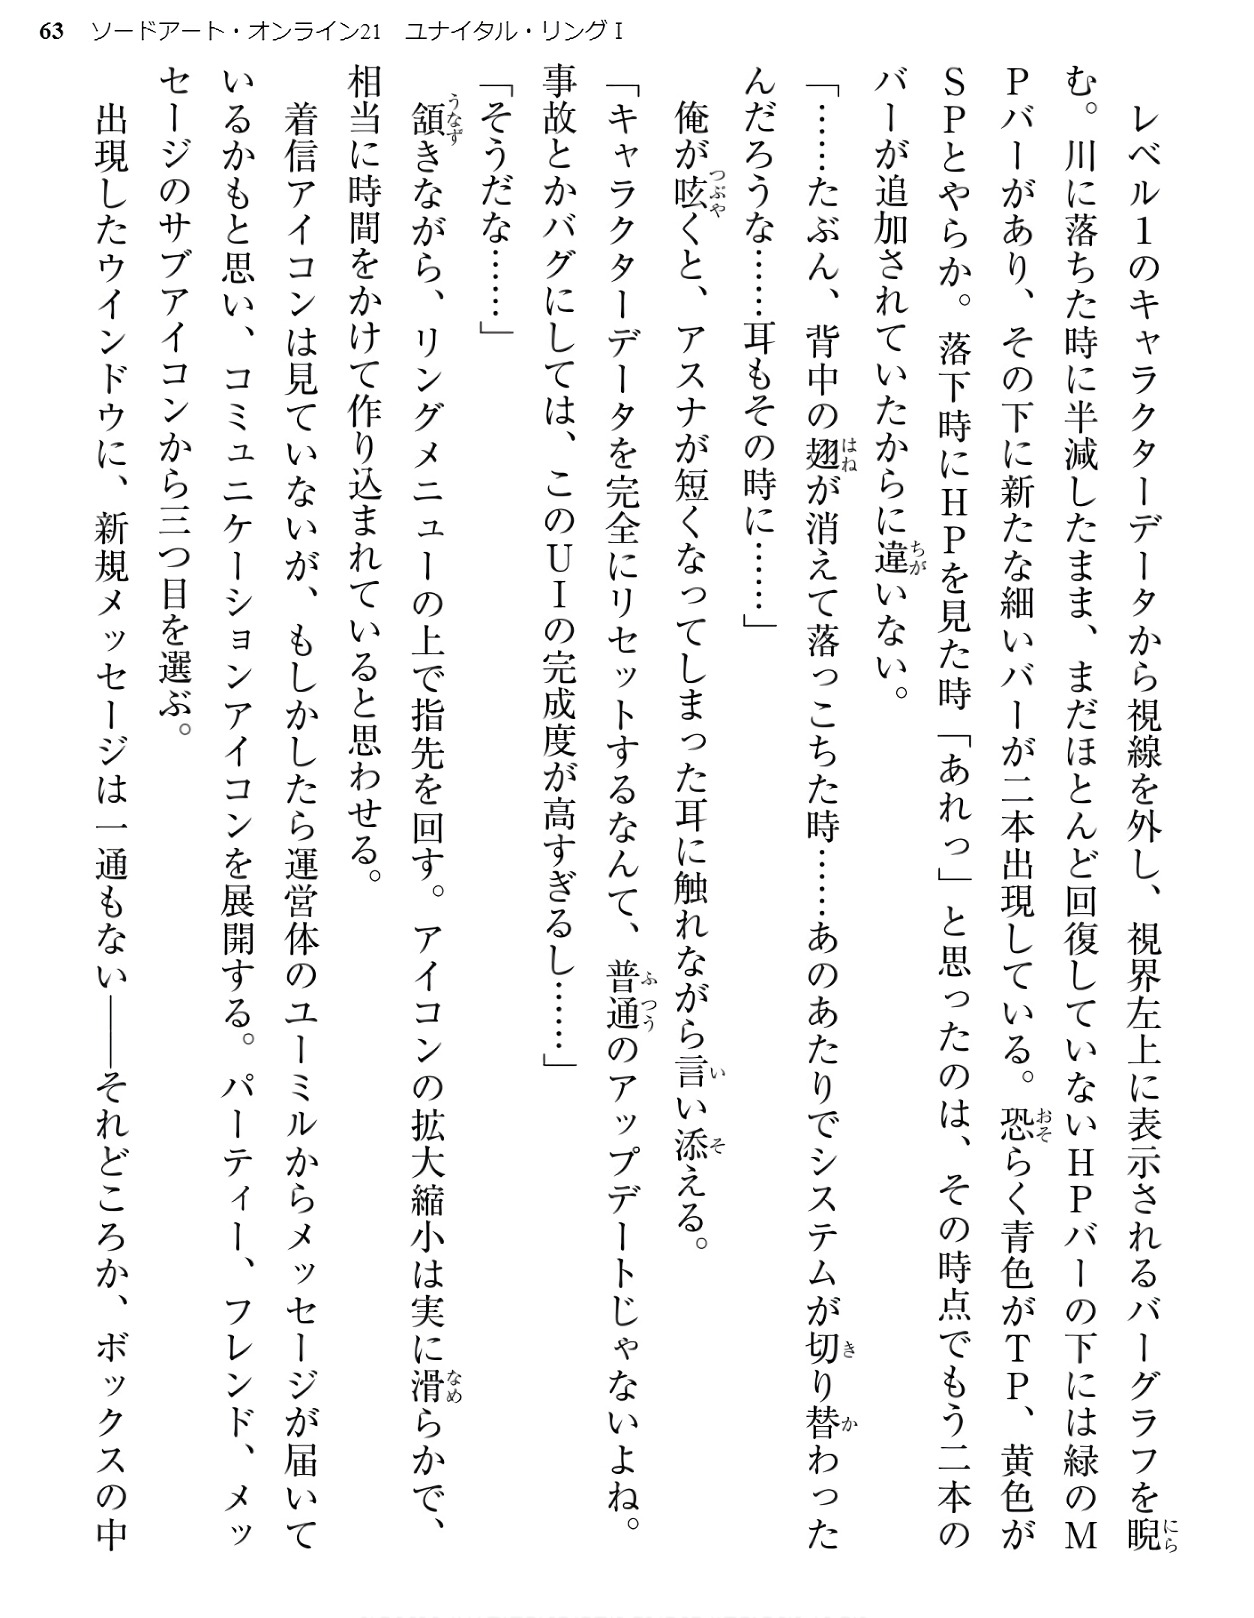 63 ソードアート・オンライン21 ユナイタル・リングⅠ
　レベル１のキャラクターデータから視線を外し、視界左上に表示されるバーグラフを睨
む。川に落ちた時に半減したまま、まだほとんど回復していないＨＰバーの下には緑のＭ
Ｐバーがあり、その下に新たな細いバーが二本出現している。恐らく青色がＴＰ、黄色が
ＳＰとやらか。落下時にＨＰを見た時「あれっ」と思ったのは、その時点でもう二本の
バーが追加されていたからに違いない。
「……たぶん、背中の翅が消えて落っこちた時……あのあたりでシステムが切り替わった
んだろうな……耳もその時に……」
　俺が呟くと、アスナが短くなってしまった耳に触れながら言い添える。
「キャラクターデータを完全にリセットするなんて、普通のアップデートじゃないよね。
事故とかバグにしては、このＵＩの完成度が高すぎるし……」
「そうだな……」
　頷きながら、リングメニューの上で指先を回す。アイコンの拡大縮小は実に滑らかで、
相当に時間をかけて作り込まれていると思わせる。
　着信アイコンは見ていないが、もしかしたら運営体のユーミルからメッセージが届いて
いるかもと思い、コミュニケーションアイコンを展開する。パーティー、フレンド、メッ
セージのサブアイコンから三つ目を選ぶ。
　出現したウインドウに、新規メッセージは一通もない――それどころか、ボックスの中